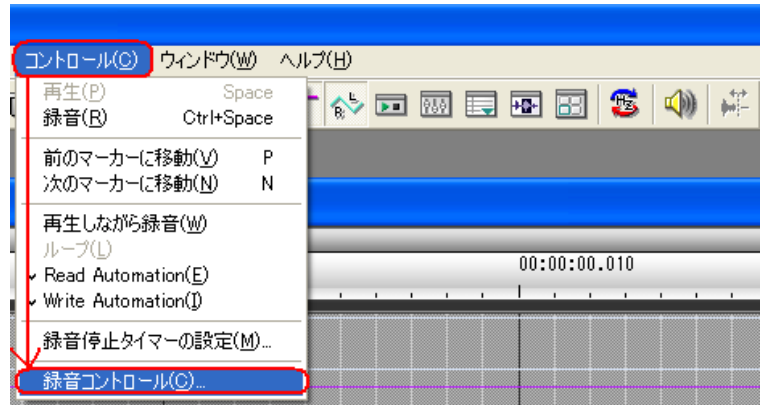 コントロール(C) ウィンドウ(W) ヘルプ(H)
再生(P) Space
録音(R) Ctrl+Space
前のマーカーに移動(V) P
次のマーカーに移動(N) N
再生しながら録音(W)
ループ(L)
Read Automation(E)
Write Automation(I)
録音停止タイマーの設定(M)...
録音コントロール(C)...
L
R
Hz
00:00:00.010